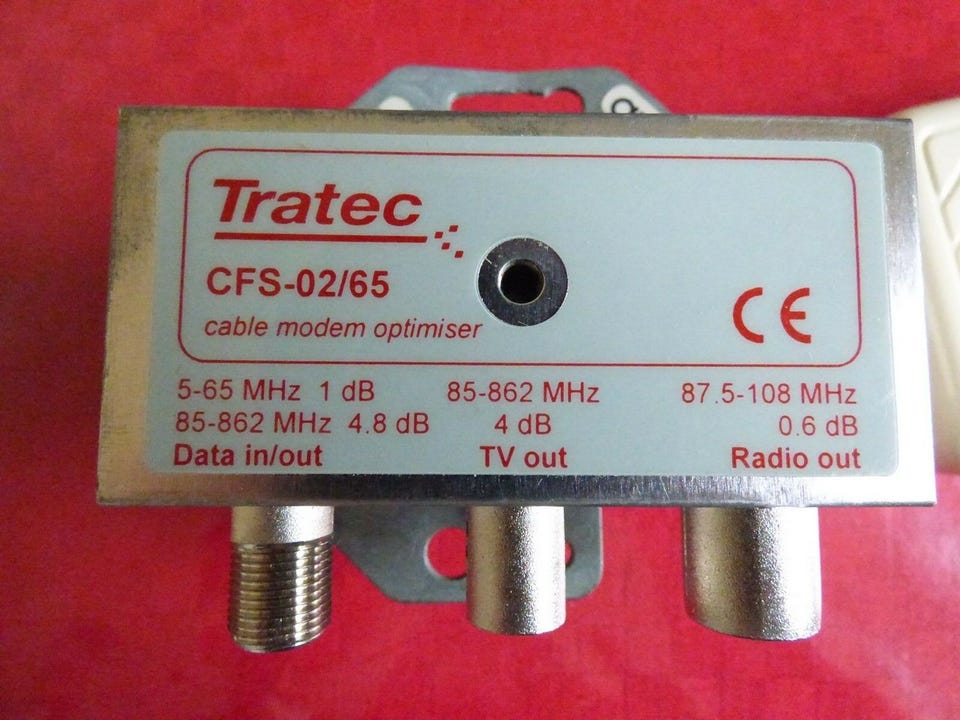 Tratec
CFS-02/65
cable modem optimiser
CE
5-65 MHz 1 dB
85-862 MHz 4.8 dB
Data in/out
85-862 MHz
4 dB
TV out
87.5-108 MHz
0.6 dB
Radio out